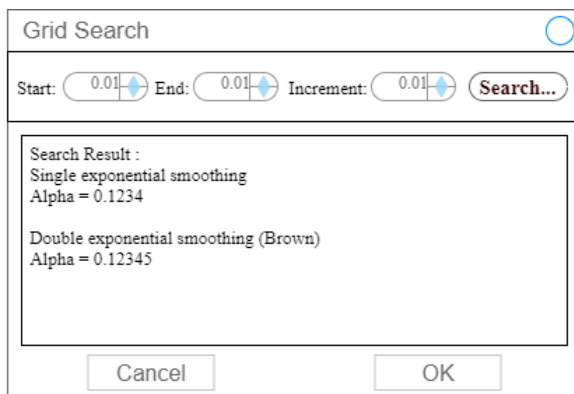 Grid Search
Start: 0.01 End: 0.01 Increment: 0.01 Search...
Search Result :
Single exponential smoothing
Alpha = 0.1234
Double exponential smoothing (Brown)
Alpha = 0.12345
Cancel OK